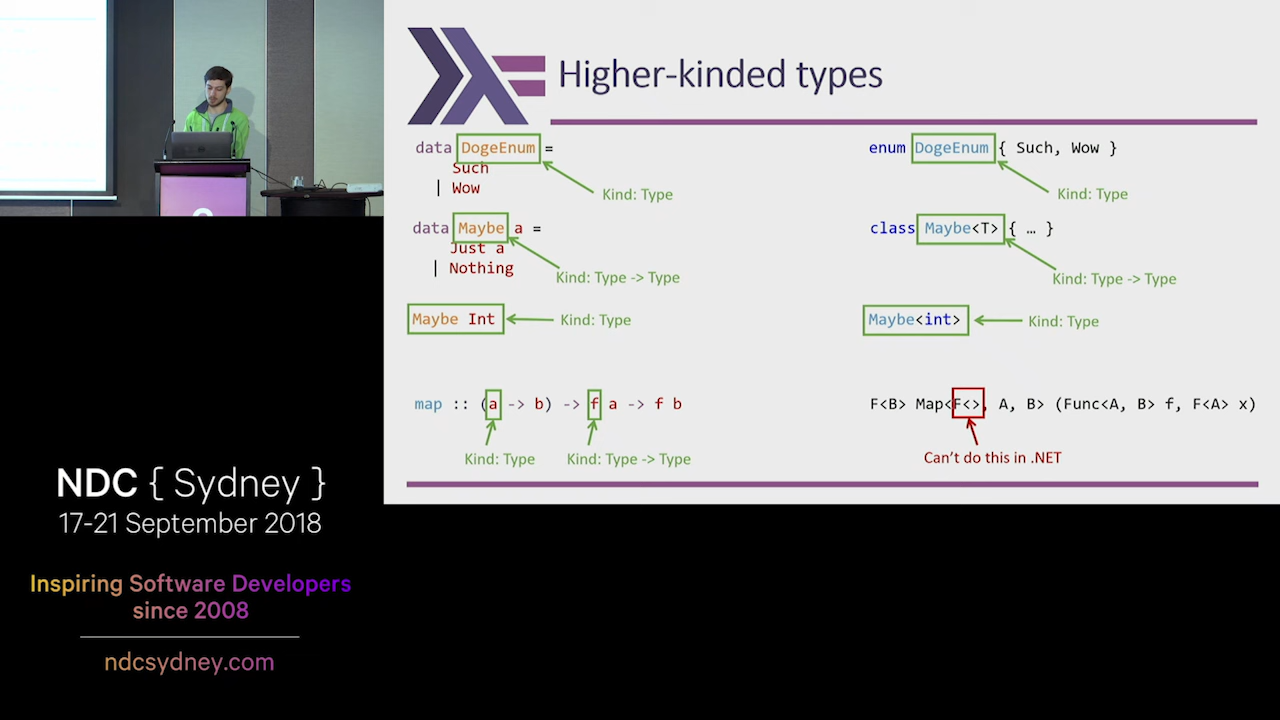 Higher-kinded types
data DogeEnum =
Such
| Wow
Kind: Type
data Maybe a =
Just a
| Nothing
Kind: Type -> Type
Maybe Int
Kind: Type
map :: (a -> b) -> f a -> f b
Kind: Type
Kind: Type -> Type
enum DogeEnum { Such, Wow }
Kind: Type
class Maybe<T> { … }
Kind: Type -> Type
Maybe<int>
Kind: Type
F<B> Map<F<>, A, B> (Func<A, B> f, F<A> x)
Can't do this in .NET
NDC { Sydney }
17-21 September 2018
Inspiring Software Developers
since 2008
ndcsydney.com